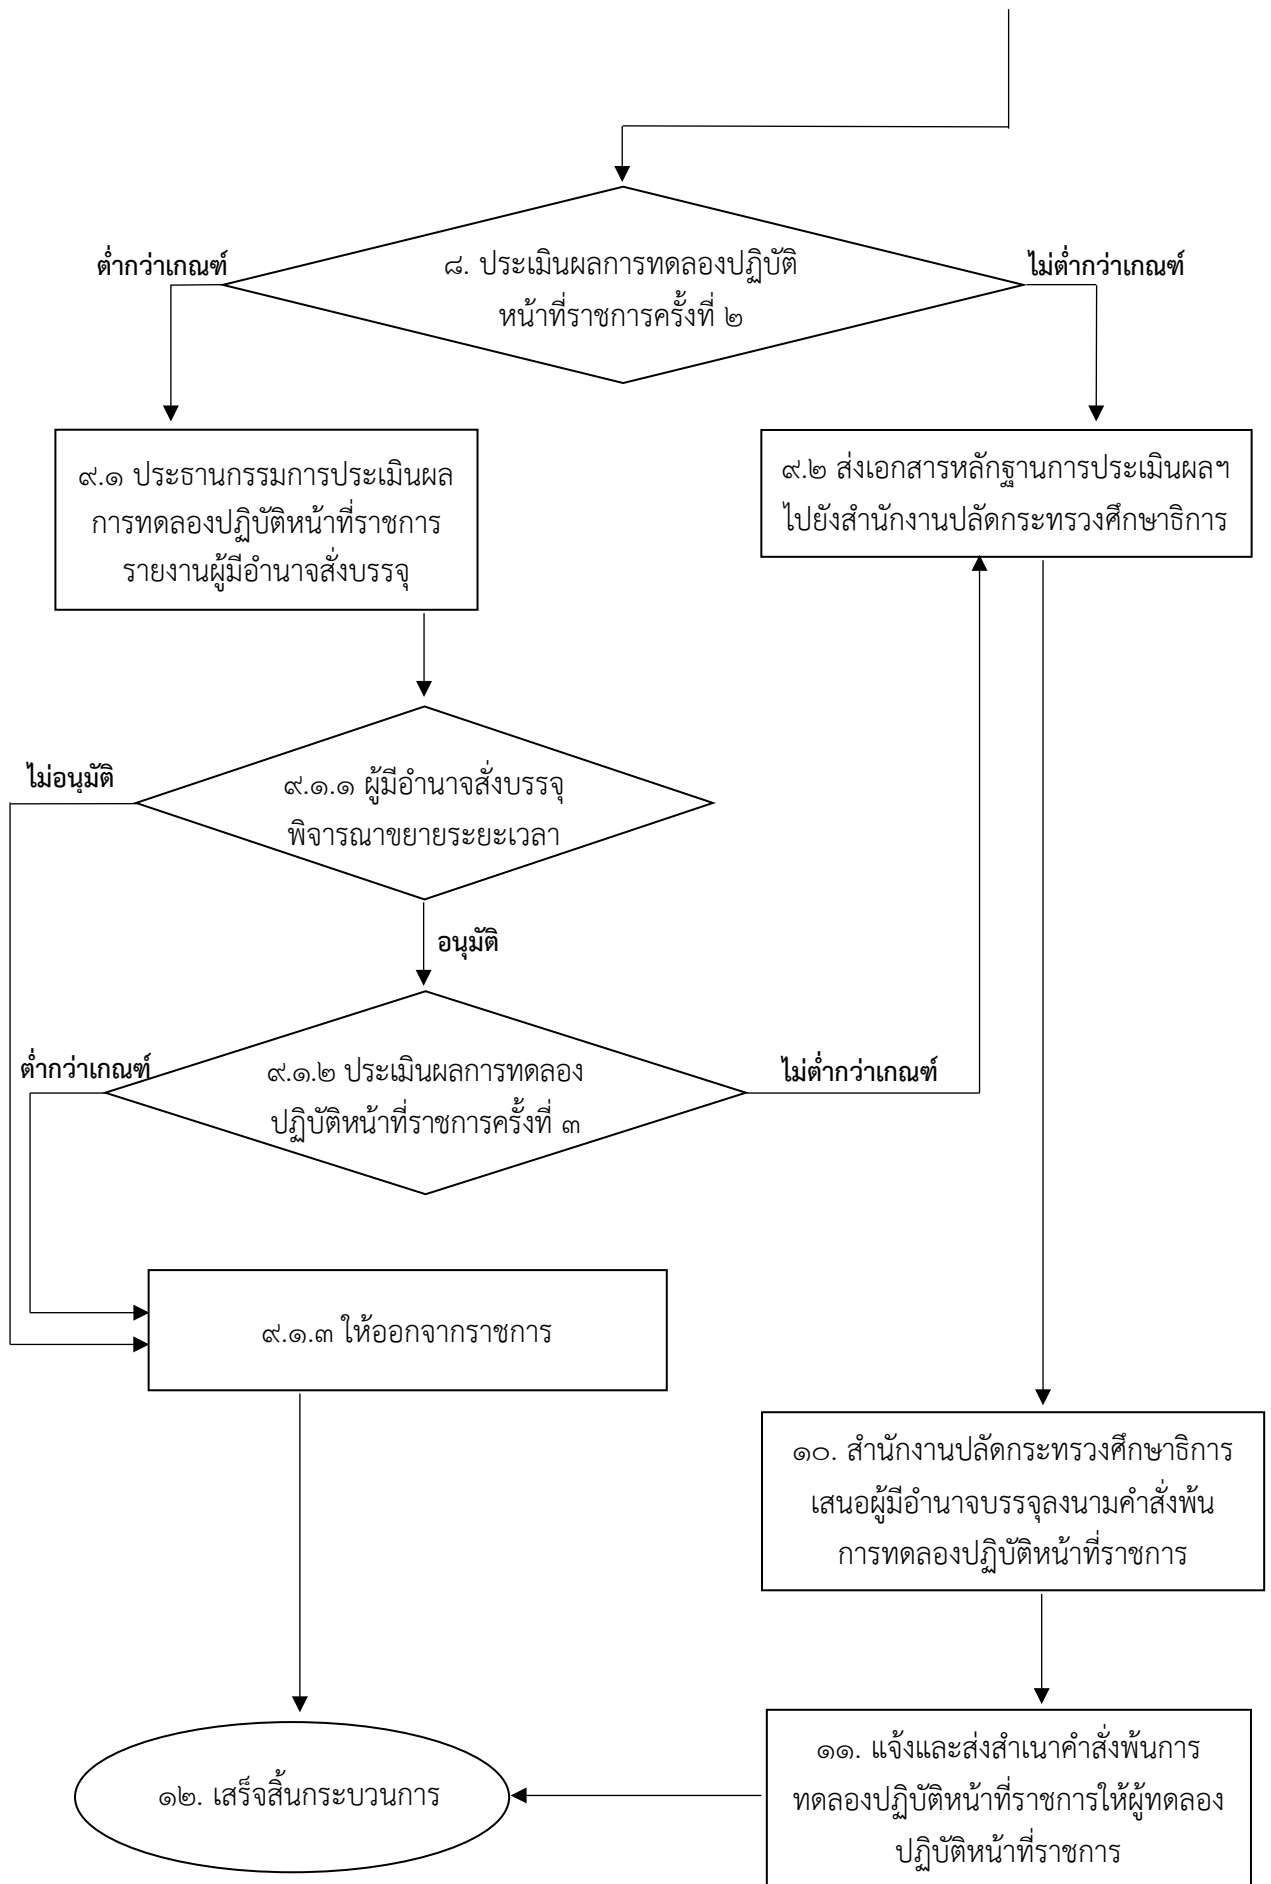 ต่ำกว่าเกณฑ์
๘. ประเมินผลการทดลองปฏิบัติ
หน้าที่ราชการครั้งที่ ๒
ไม่ต่ำกว่าเกณฑ์
๙.๑ ประธานกรรมการประเมินผล
การทดลองปฏิบัติหน้าที่ราชการ
รายงานผู้มีอำนาจสั่งบรรจุ
๙.๒ ส่งเอกสารหลักฐานการประเมินผลฯ
ไปยังสำนักงานปลัดกระทรวงศึกษาธิการ
ไม่อนุมัติ
๙.๑.๑ ผู้มีอำนาจสั่งบรรจุ
พิจารณาขยายระยะเวลา
อนุมัติ
ต่ำกว่าเกณฑ์
๙.๑.๒ ประเมินผลการทดลอง
ปฏิบัติหน้าที่ราชการครั้งที่ ๓
ไม่ต่ำกว่าเกณฑ์
๙.๑.๓ ให้ออกจากราชการ
๑๐. สำนักงานปลัดกระทรวงศึกษาธิการ
เสนอผู้มีอำนาจบรรจุลงนามคำสั่งพ้น
การทดลองปฏิบัติหน้าที่ราชการ
๑๑. แจ้งและส่งสำเนาคำสั่งพ้นการ
ทดลองปฏิบัติหน้าที่ราชการให้ผู้ทดลอง
ปฏิบัติหน้าที่ราชการ
๑๒. เสร็จสิ้นกระบวนการ